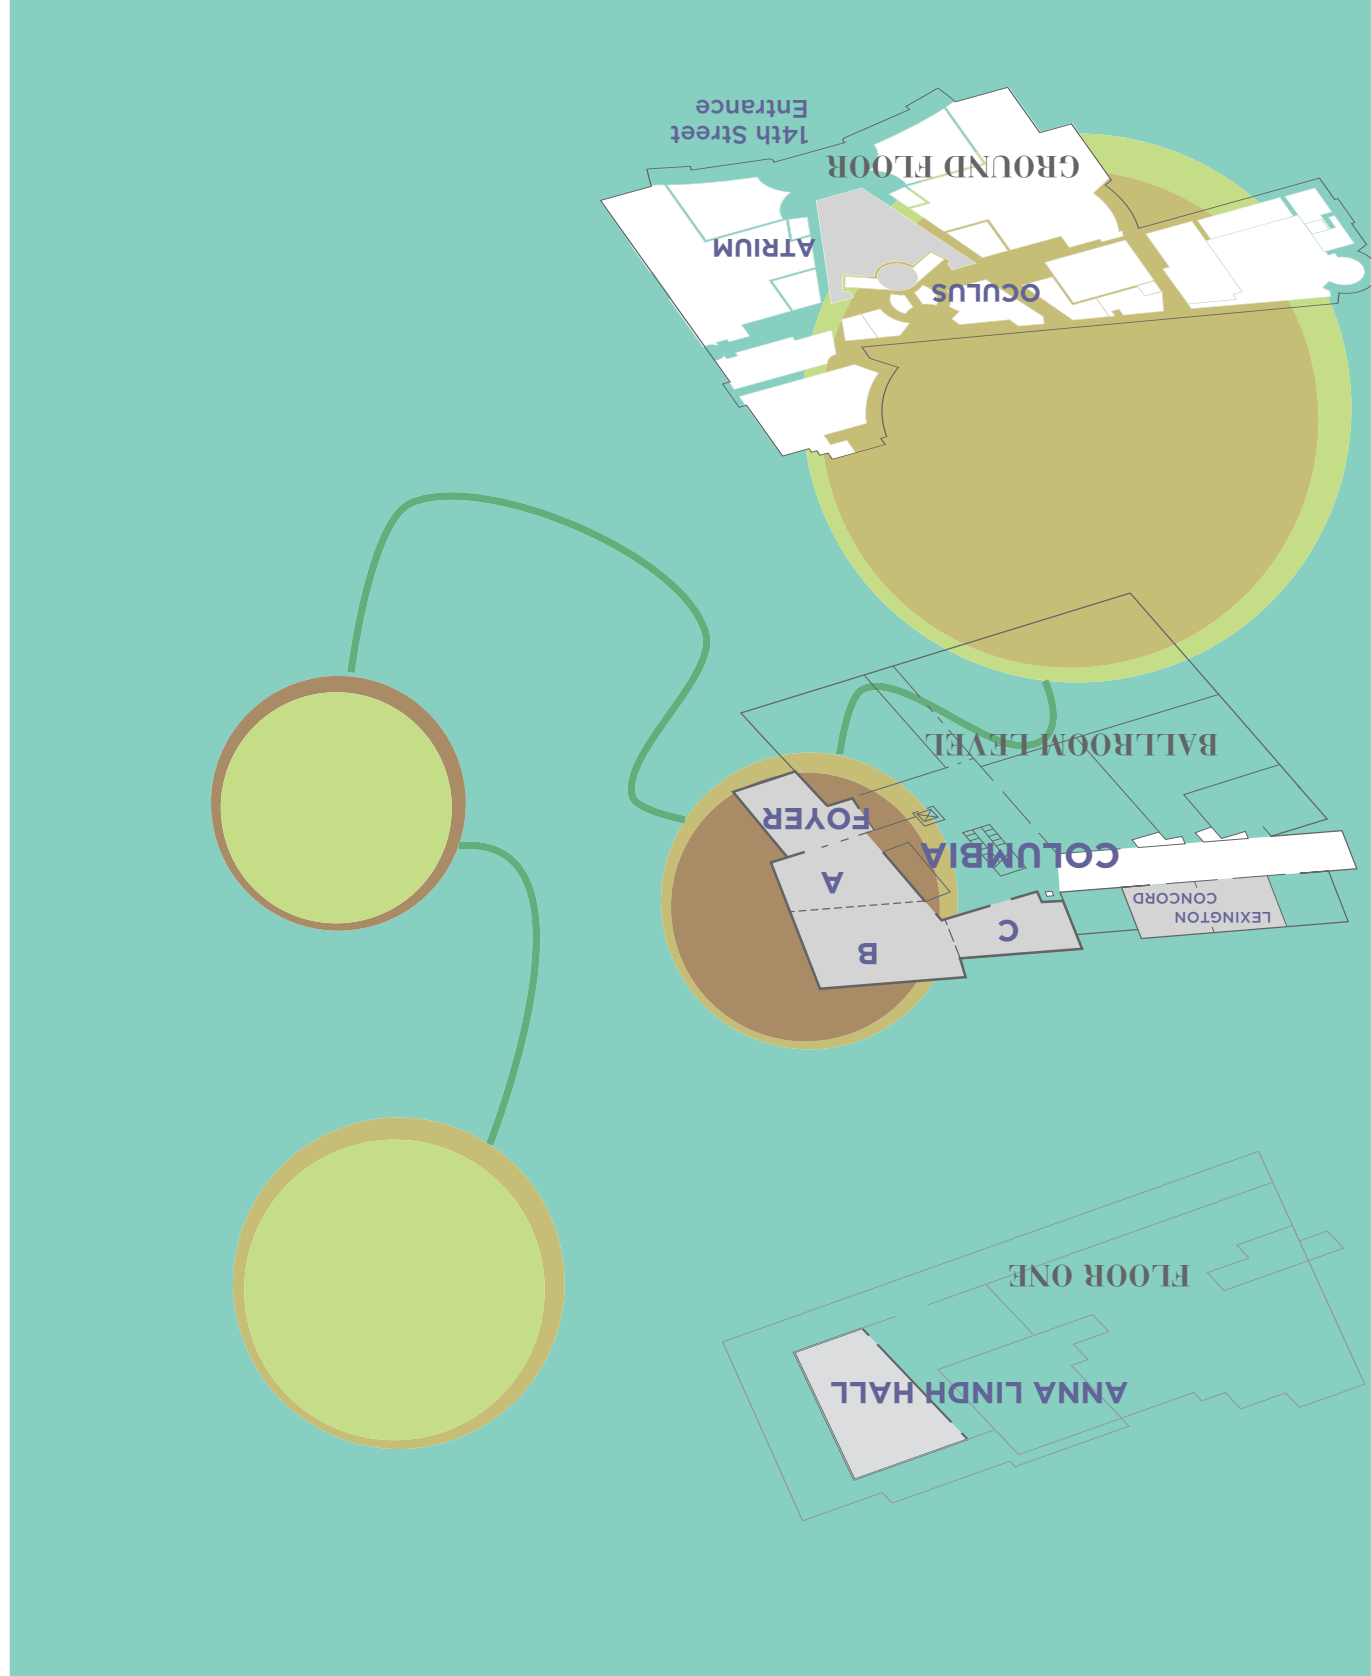 ANNA LINDH HALL
FLOOR ONE
LEXINGTON
CONCORD
C
B
A
COLUMBIA
FOYER
BALLROOM LEVEL
OCULUS
ATRIUM
GROUND FLOOR
14th Street
Entrance